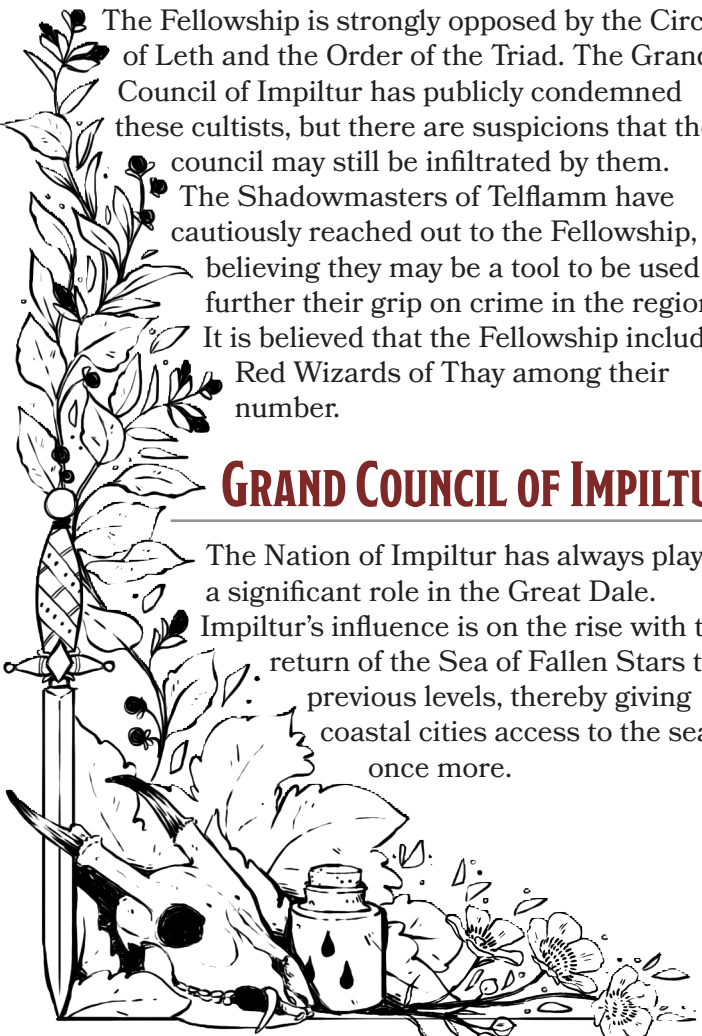 The Fellowship is strongly opposed by the Circ
of Leth and the Order of the Triad. The Grand
Council of Impiltur has publicly condemned
these cultists, but there are suspicions that the
council may still be infiltrated by them.
The Shadowmasters of Telflamm have
cautiously reached out to the Fellowship,
believing they may be a tool to be used
further their grip on crime in the region
It is believed that the Fellowship includ
Red Wizards of Thay among their
number.
Grand Council of Impiltu
The Nation of Impiltur has always play
a significant role in the Great Dale.
Impiltur's influence is on the rise with t
return of the Sea of Fallen Stars t
previous levels, thereby giving
coastal cities access to the sea
once more.